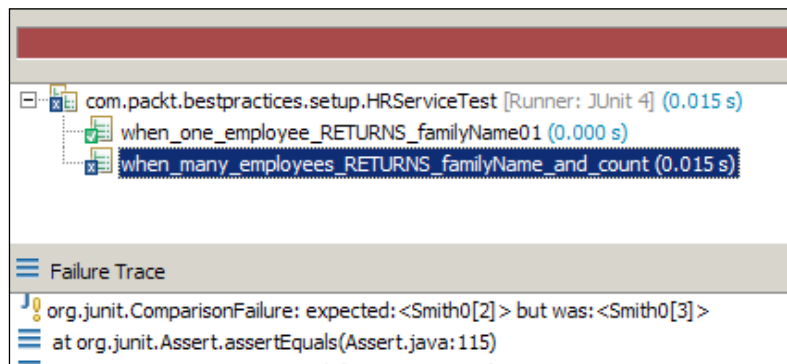 com.packt.bestpractices.setup.HRServiceTest [Runner: JUnit 4] (0.015 s)
when_one_employee_RETURNS_familyName01 (0.000 s)
when_many_employees_RETURNS_familyName_and_count (0.015 s)
Failure Trace
org.junit.ComparisonFailure: expected:<Smith0[2]> but was:<Smith0[3]>
at org.junit.Assert.assertEquals(Assert.java:115)